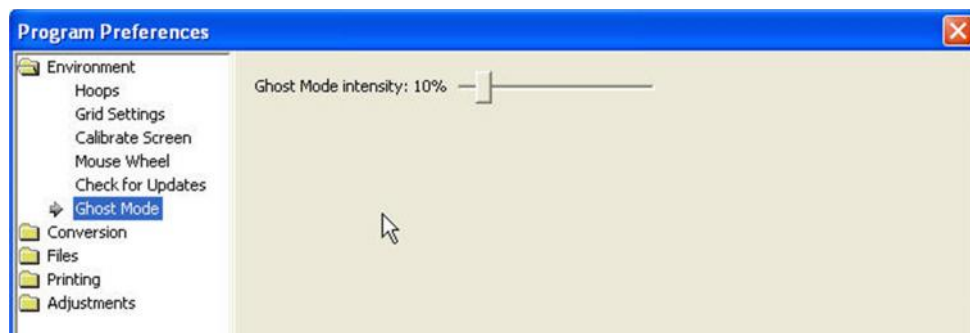 Program Preferences
Environment
Hoops
Grid Settings
Calibrate Screen
Mouse Wheel
Check for Updates
Ghost Mode
Conversion
Files
Printing
Adjustments
Ghost Mode intensity: 10%